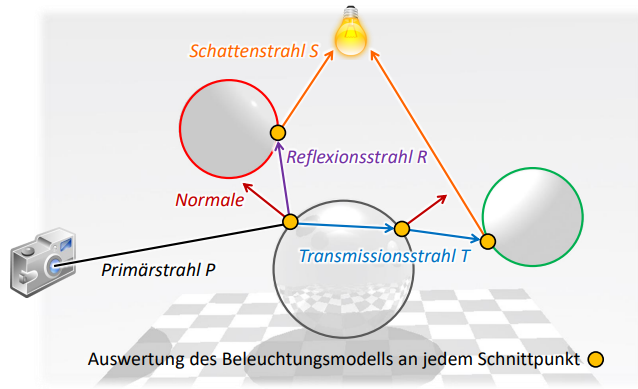 Schattenstrahl S
Reflexionsstrahl R
Normale
Transmissionsstrahl T
Primärstrahl P
Auswertung des Beleuchtungsmodells an jedem Schnittpunkt